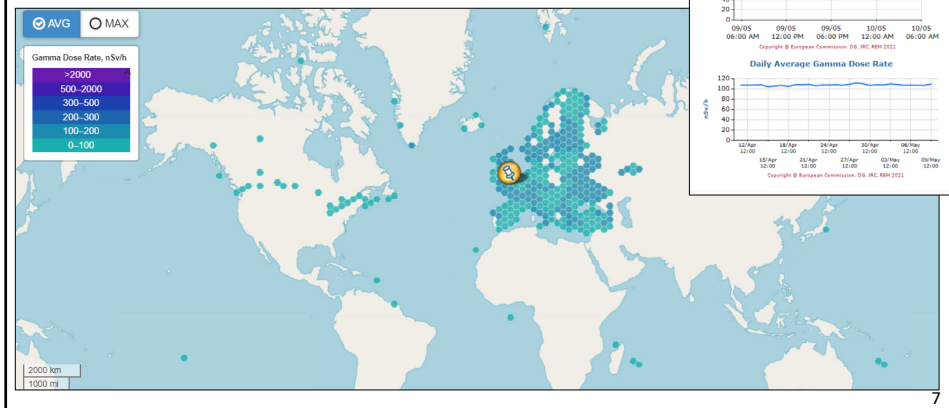 AVG
MAX
Gamma Dose Rate, nSv/h
>2000
500–2000
300–500
200–300
100–200
0–100
2000 km
1000 mi
20
0
09/05 09/05 09/05 10/05 10/05
06:00 AM 12:00 PM 06:00 PM 12:00 AM 06:00 AM
Copyright @ European Commission. DG. JRC, REM 2021
Daily Average Gamma Dose Rate
nSv/h
120
100
80
60
40
20
0
12/Apr 18/Apr 24/Apr 30/Apr 06/May
12:00 12:00 12:00 12:00 12:00
15/Apr 21/Apr 27/Apr 03/May 09/May
12:00 12:00 12:00 12:00 12:00
Copyright @ European Commission. DG. JRC, REM 2021
7